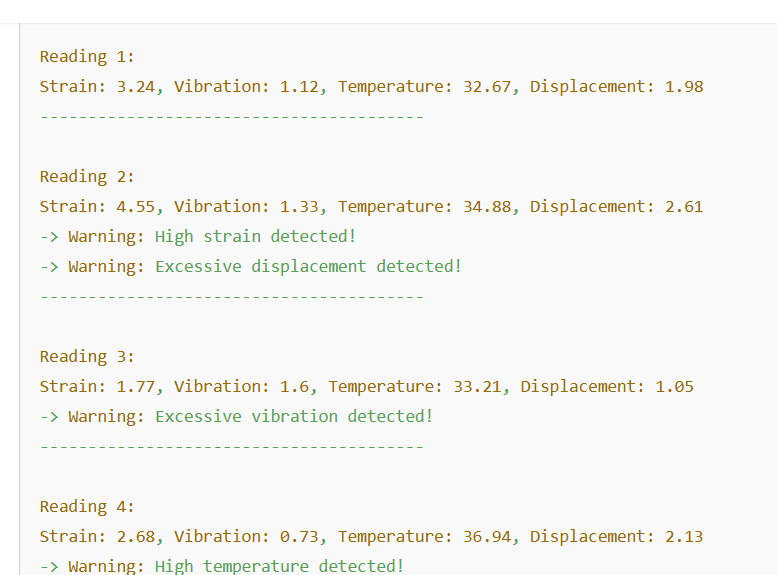 Reading 1:
Strain: 3.24, Vibration: 1.12, Temperature: 32.67, Displacement: 1.98
----------------------------------------
Reading 2:
Strain: 4.55, Vibration: 1.33, Temperature: 34.88, Displacement: 2.61
-> Warning: High strain detected!
-> Warning: Excessive displacement detected!
----------------------------------------
Reading 3:
Strain: 1.77, Vibration: 1.6, Temperature: 33.21, Displacement: 1.05
-> Warning: Excessive vibration detected!
----------------------------------------
Reading 4:
Strain: 2.68, Vibration: 0.73, Temperature: 36.94, Displacement: 2.13
-> Warning: High temperature detected!